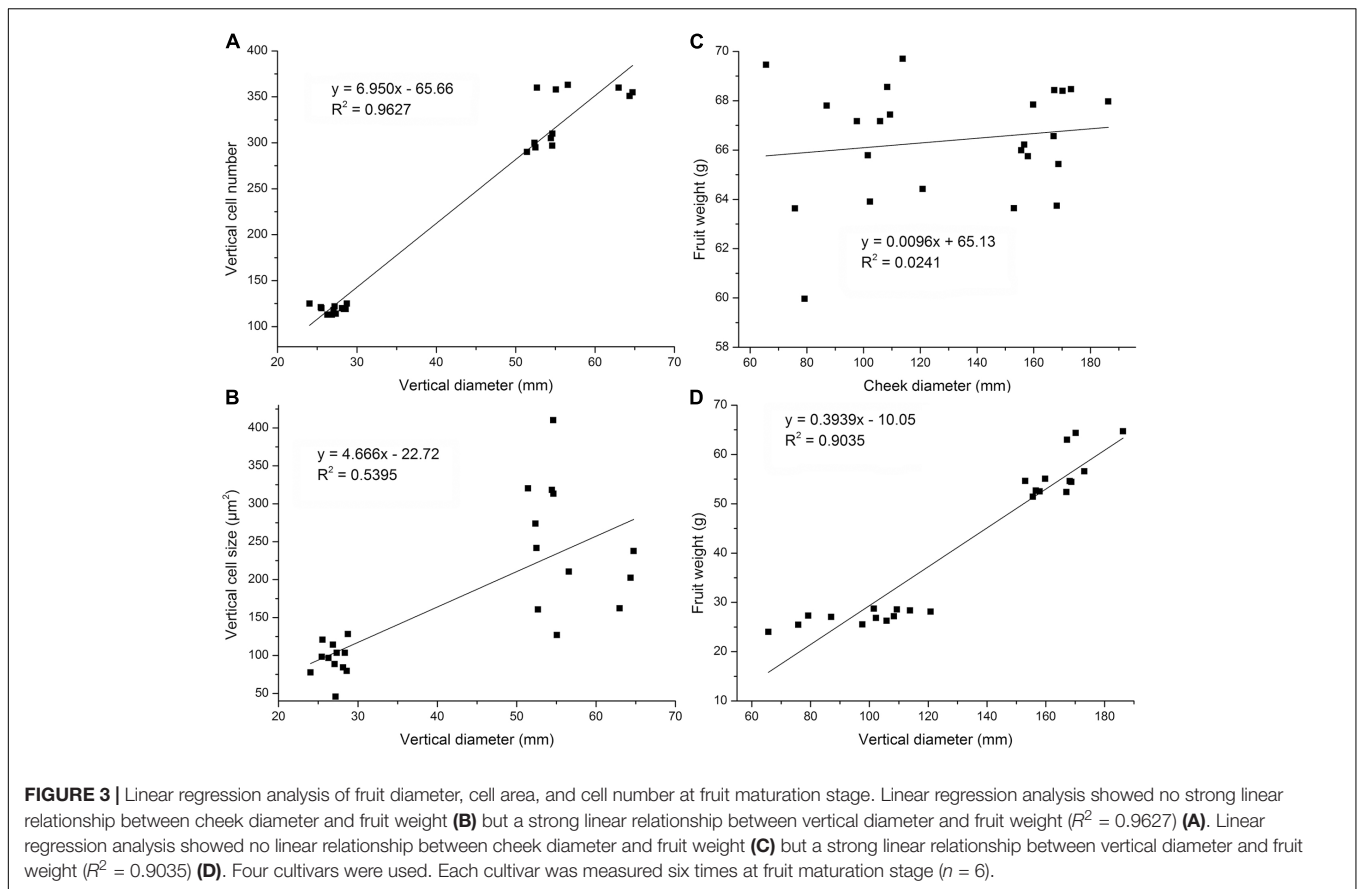 A
400
350
300
250
200
150
100
Vertical cell number
y = 6.950x - 65.66
R² = 0.9627
20 30 40 50 60 70
Vertical diameter (mm)
C
70
68
66
64
62
60
58
Fruit weight (g)
y = 0.0096x + 65.13
R² = 0.0241
60 80 100 120 140 160 180
Cheek diameter (mm)
B
400
350
300
250
200
150
100
50
Vertical cell size (µm²)
y = 4.666x - 22.72
R² = 0.5395
20 30 40 50 60 70
Vertical diameter (mm)
D
70
60
50
40
30
20
10
Fruit weight (g)
y = 0.3939x - 10.05
R² = 0.9035
60 80 100 120 140 160 180
Vertical diameter (mm)
FIGURE 3 | Linear regression analysis of fruit diameter, cell area, and cell number at fruit maturation stage. Linear regression analysis showed no strong linear
relationship between cheek diameter and fruit weight (B) but a strong linear relationship between vertical diameter and fruit weight (R² = 0.9627) (A). Linear
regression analysis showed no linear relationship between cheek diameter and fruit weight (C) but a strong linear relationship between vertical diameter and fruit
weight (R² = 0.9035) (D). Four cultivars were used. Each cultivar was measured six times at fruit maturation stage (n = 6).